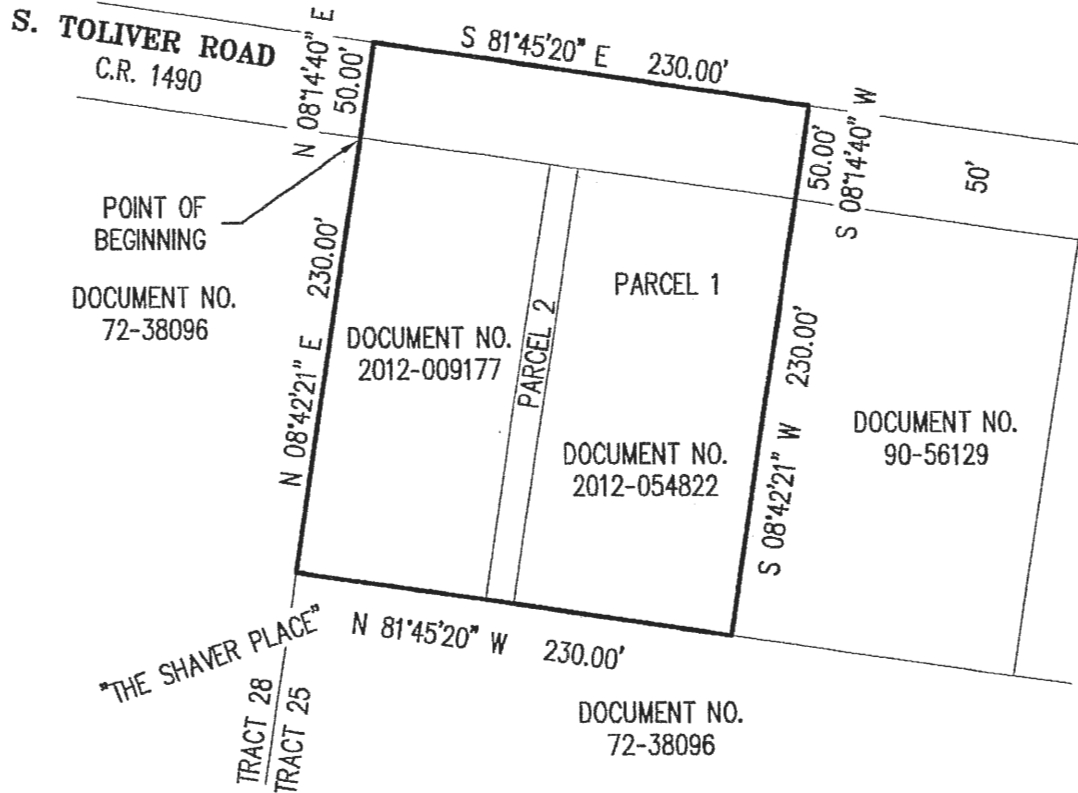 S. TOLIVER ROAD
C.R. 1490
N 08°14'40" E
50.00'
S 81°45'20" E 230.00'
50.00'
S 08°14'40" W
50'
POINT OF
BEGINNING
DOCUMENT NO.
72-38096
N 08°42'21" E 230.00'
DOCUMENT NO.
2012-009177
PARCEL 2
PARCEL 1
DOCUMENT NO.
2012-054822
S 08°42'21" W 230.00'
DOCUMENT NO.
90-56129
"THE SHAVER PLACE"
N 81°45'20" W 230.00'
TRACT 28
TRACT 25
DOCUMENT NO.
72-38096